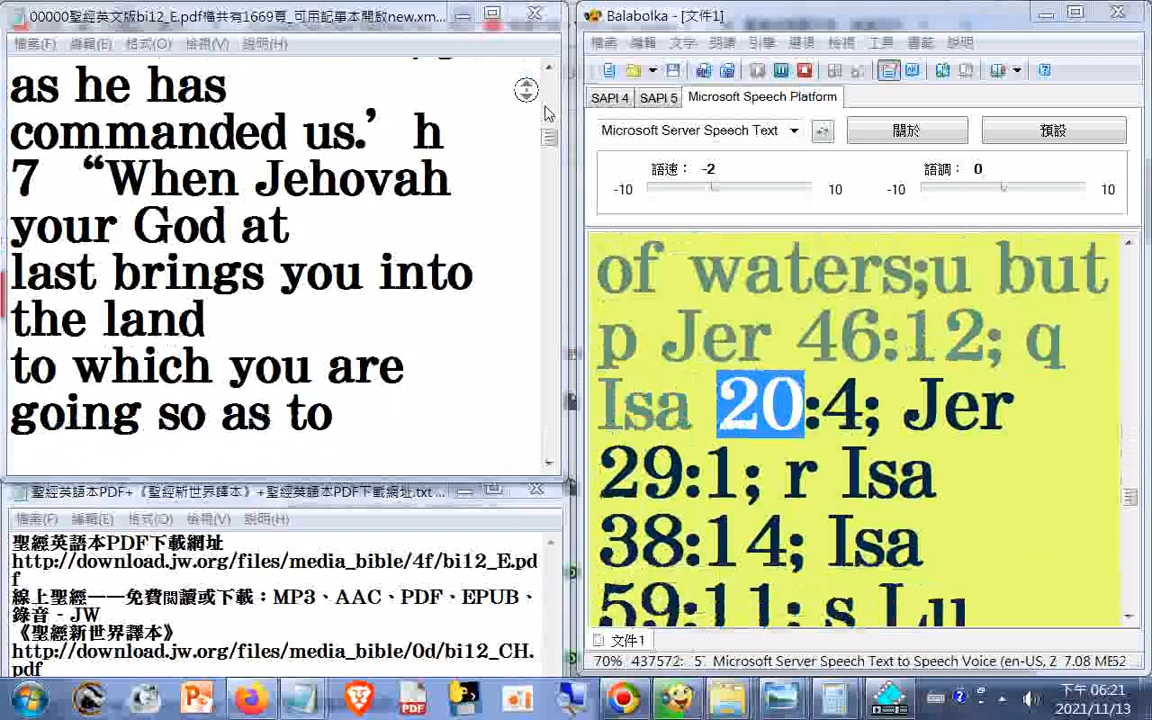 00000聖經英文版bi12_E.pdf檔共有1669頁_可用記事本開啟new.xm...
檔案(F) 編輯(E) 格式(O) 檢視(V) 說明(H)
as he has
commanded us.’ h
7 “When Jehovah
your God at
last brings you into
the land
to which you are
going so as to
聖經英語本PDF+《聖經新世界譯本》+聖經英語本PDF下載網址.txt ...
檔案(F) 編輯(E) 格式(O) 檢視(V) 說明(H)
聖經英語本PDF下載網址
http://download.jw.org/files/media_bible/4f/bi12_E.pd
f
線上聖經——免費閱讀或下載：MP3、AAC、PDF、EPUB、
錄音 - JW
《聖經新世界譯本》
http://download.jw.org/files/media_bible/0d/bi12_CH.
pdf
Balabolka - [文件1]
檔案 編輯 文字 閱讀 引擎 選項 檢視 工具 書籤 說明
SAPI 4 SAPI 5 Microsoft Speech Platform
Microsoft Server Speech Text 關於 預設
語速： -2 語調： 0
-10 10 -10 10
of waters;u but
p Jer 46:12; q
Isa 20:4; Jer
29:1; r Isa
38:14; Isa
59:11; s Lu
文件1
70% 437572: 5 Microsoft Server Speech Text to Speech Voice (en-US, Z 7.08 ME52
PDF
下午 06:21
2021/11/13